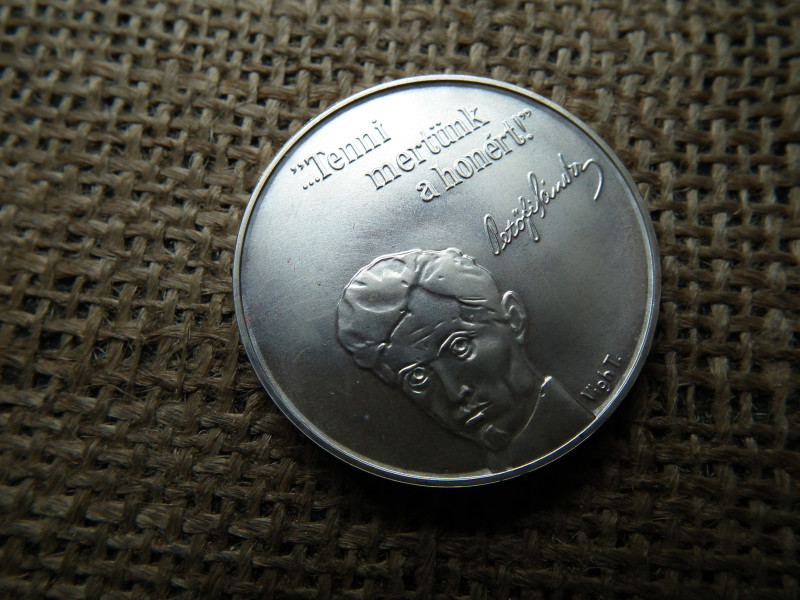 "...Tenni
mertünk
a honért!"
Petőfi Sándor
Vigh T.